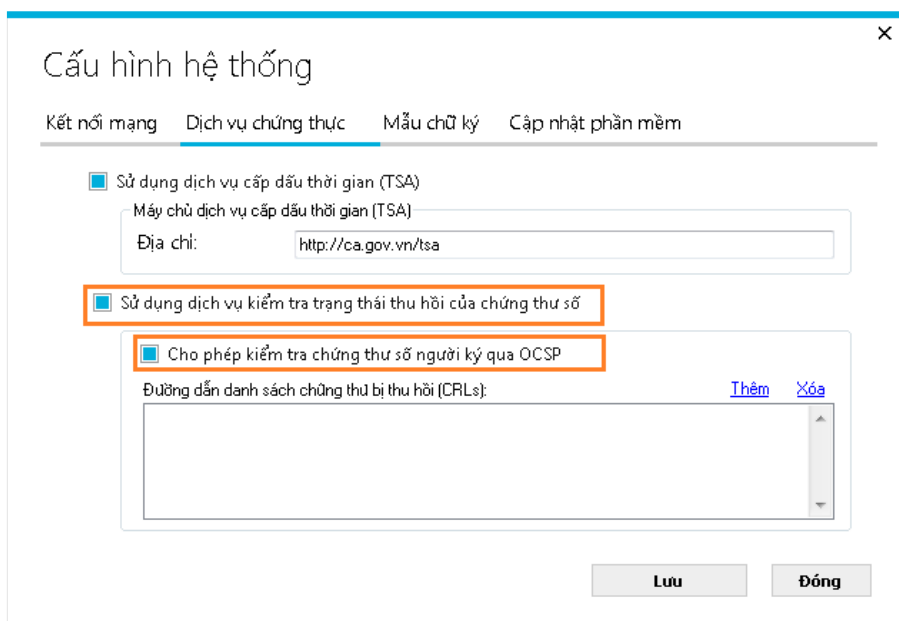 Cấu hình hệ thống
Kết nối mạng Dịch vụ chứng thực Mẫu chữ ký Cập nhật phần mềm
Sử dụng dịch vụ cấp dấu thời gian (TSA)
Máy chủ dịch vụ cấp dấu thời gian (TSA)
Địa chỉ: http://ca.gov.vn/tsa
Sử dụng dịch vụ kiểm tra trạng thái thu hồi của chứng thư số
Cho phép kiểm tra chứng thư số người ký qua OCSP
Đường dẫn danh sách chứng thư bị thu hồi (CRLs): Thêm Xóa
Lưu Đóng